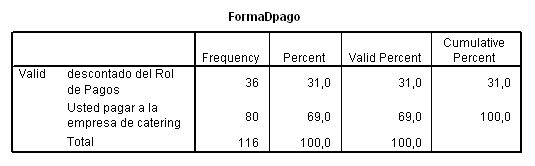 FormaDpago
Frequency Percent Valid Percent Cumulative Percent
Valid descontado del Rol de Pagos 36 31,0 31,0 31,0
Usted pagar a la empresa de catering 80 69,0 69,0 100,0
Total 116 100,0 100,0